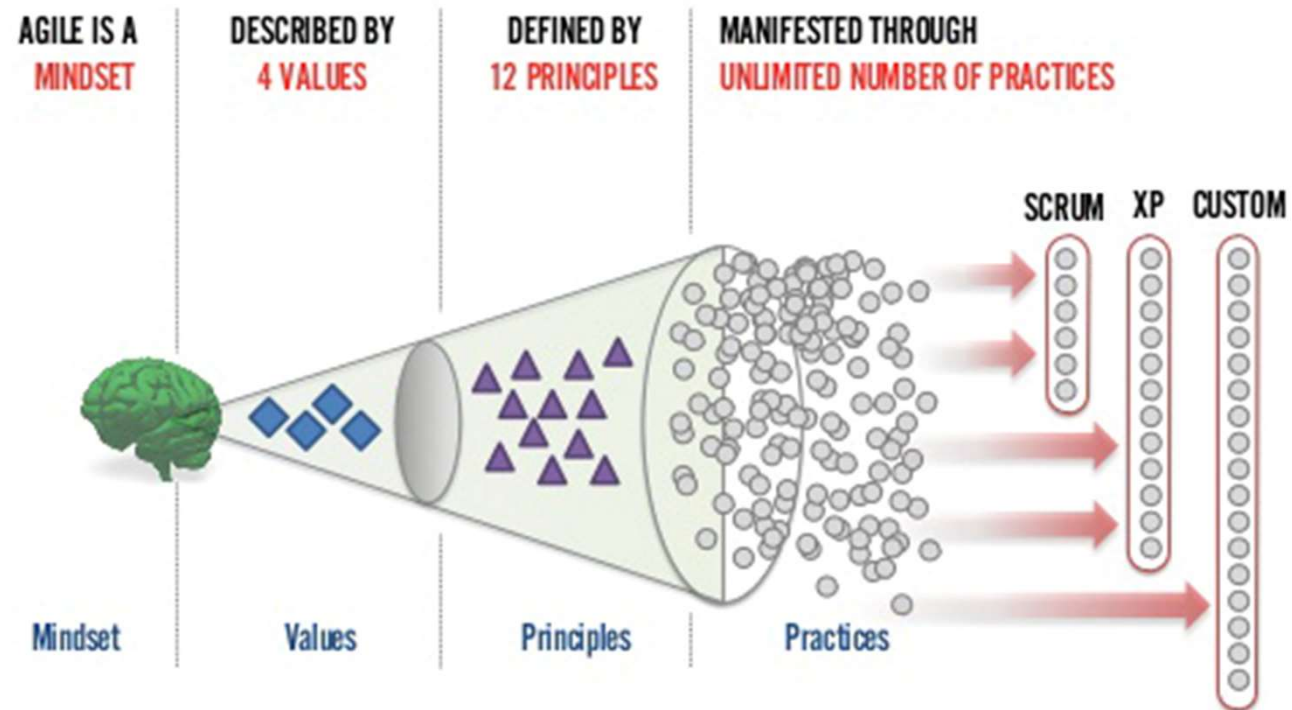 AGILE IS A
MINDSET
DESCRIBED BY
4 VALUES
DEFINED BY
12 PRINCIPLES
MANIFESTED THROUGH
UNLIMITED NUMBER OF PRACTICES
SCRUM
XP
CUSTOM
Mindset
Values
Principles
Practices